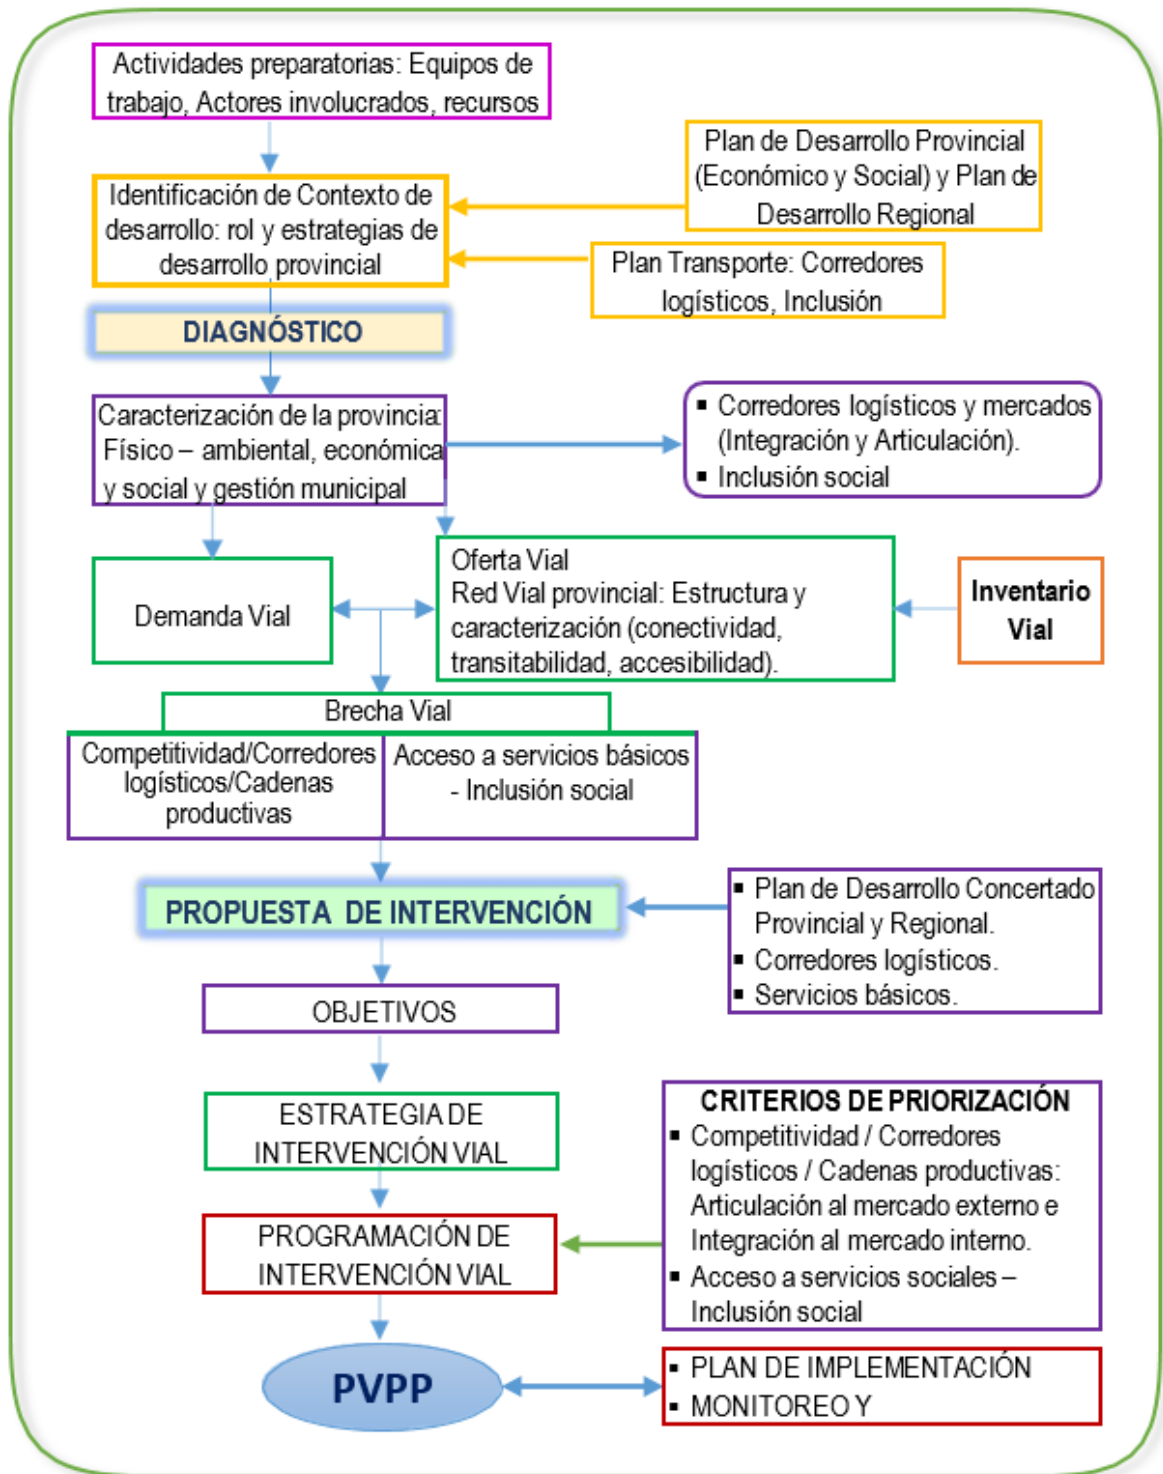 Actividades preparatorias: Equipos de
trabajo, Actores involucrados, recursos
Plan de Desarrollo Provincial
(Económico y Social) y Plan de
Desarrollo Regional
Identificación de Contexto de
desarrollo: rol y estrategias de
desarrollo provincial
Plan Transporte: Corredores
logísticos, Inclusión
DIAGNÓSTICO
Caracterización de la provincia:
Físico – ambiental, económica
y social y gestión municipal
▪ Corredores logísticos y mercados
(Integración y Articulación).
▪ Inclusión social
Demanda Vial
Oferta Vial
Red Vial provincial: Estructura y
caracterización (conectividad,
transitabilidad, accesibilidad).
Inventario
Vial
Brecha Vial
Competitividad/Corredores
logísticos/Cadenas
productivas
Acceso a servicios básicos
- Inclusión social
PROPUESTA DE INTERVENCIÓN
▪ Plan de Desarrollo Concertado
Provincial y Regional.
▪ Corredores logísticos.
▪ Servicios básicos.
OBJETIVOS
ESTRATEGIA DE
INTERVENCIÓN VIAL
CRITERIOS DE PRIORIZACIÓN
▪ Competitividad / Corredores
logísticos / Cadenas productivas:
Articulación al mercado externo e
Integración al mercado interno.
▪ Acceso a servicios sociales –
Inclusión social
PROGRAMACIÓN DE
INTERVENCIÓN VIAL
PVPP
▪ PLAN DE IMPLEMENTACIÓN
▪ MONITOREO Y